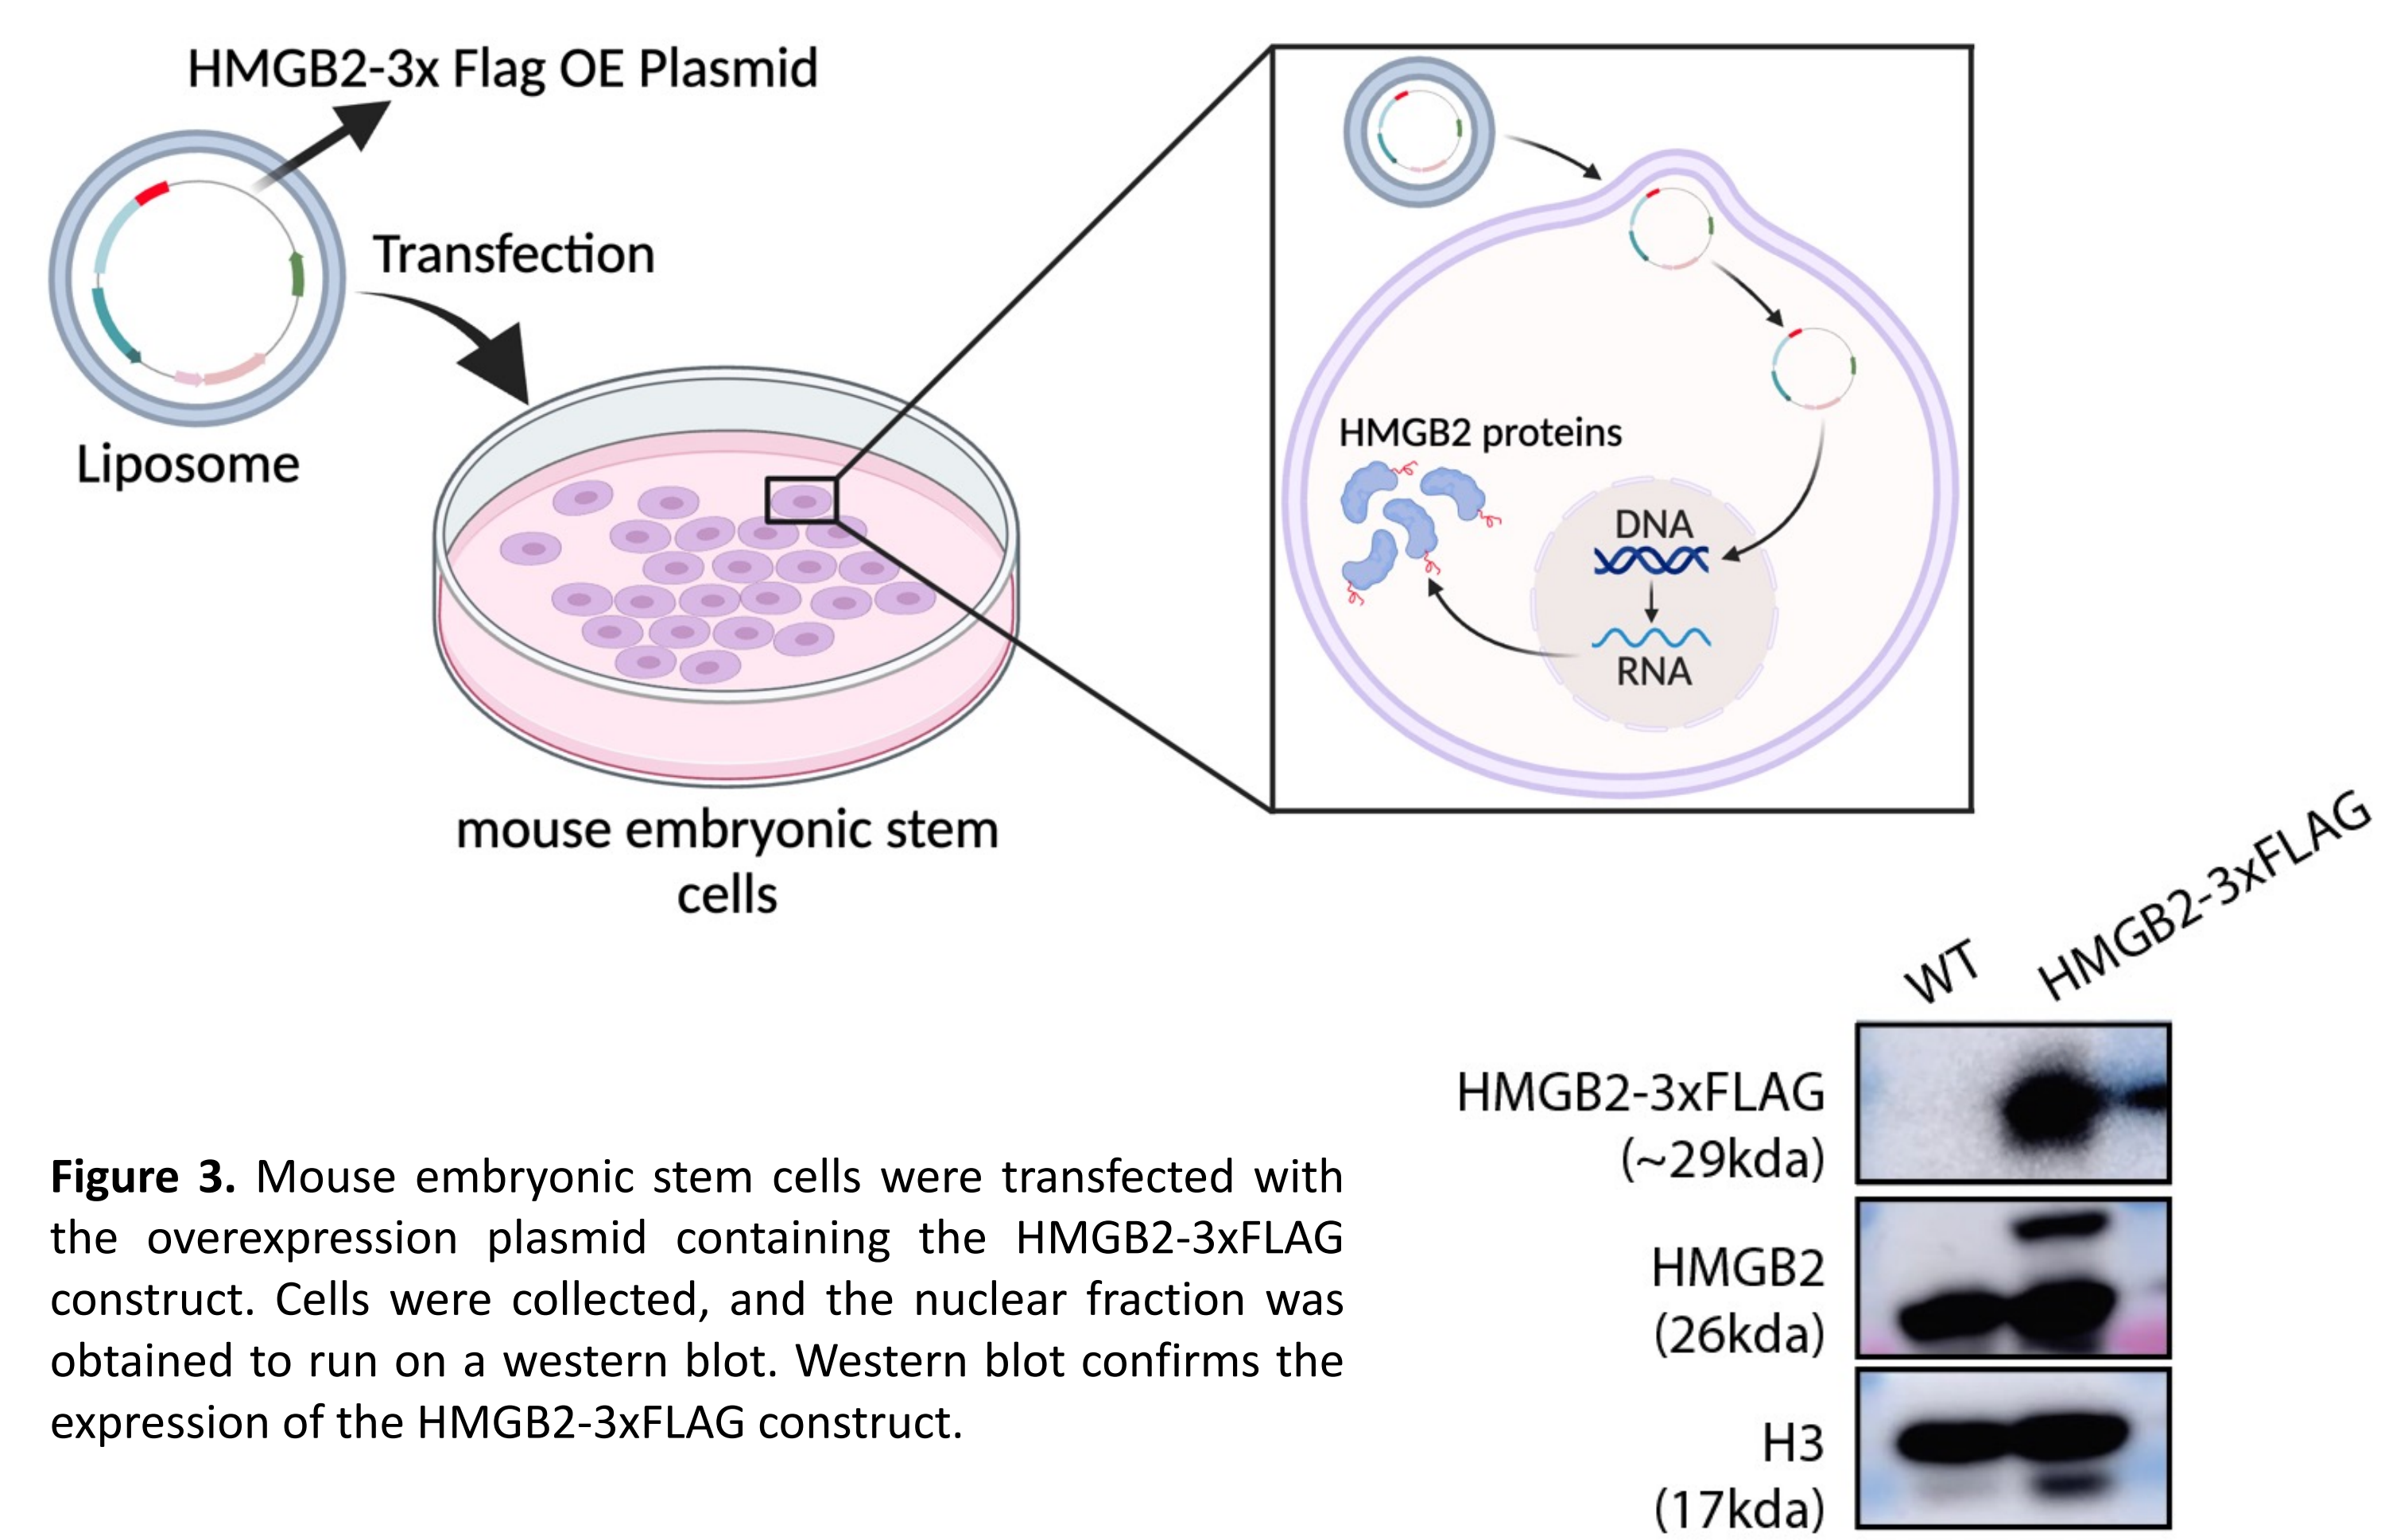 HMGB2-3x Flag OE Plasmid
Transfection
Liposome
mouse embryonic stem
cells
HMGB2 proteins
DNA
RNA
Figure 3. Mouse embryonic stem cells were transfected with
the overexpression plasmid containing the HMGB2-3xFLAG
construct. Cells were collected, and the nuclear fraction was
obtained to run on a western blot. Western blot confirms the
expression of the HMGB2-3xFLAG construct.
WT
HMGB2-3xFLAG
HMGB2-3xFLAG
(~29kda)
HMGB2
(26kda)
H3
(17kda)